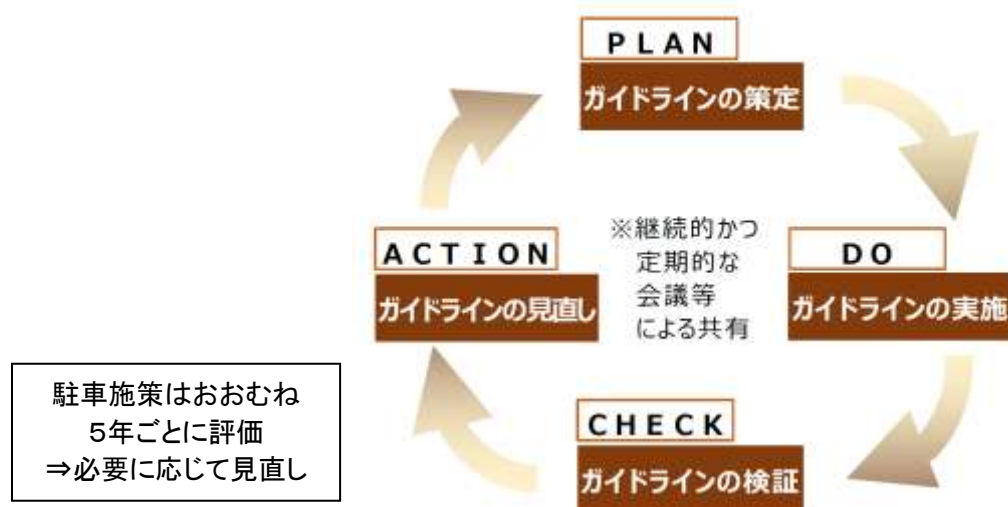 PLAN
ガイドラインの策定
ACTION
ガイドラインの見直し
※継続的かつ
定期的な
会議等
による共有
DO
ガイドラインの実施
駐車施策はおおむね
5年ごとに評価
⇒必要に応じて見直し
CHECK
ガイドラインの検証